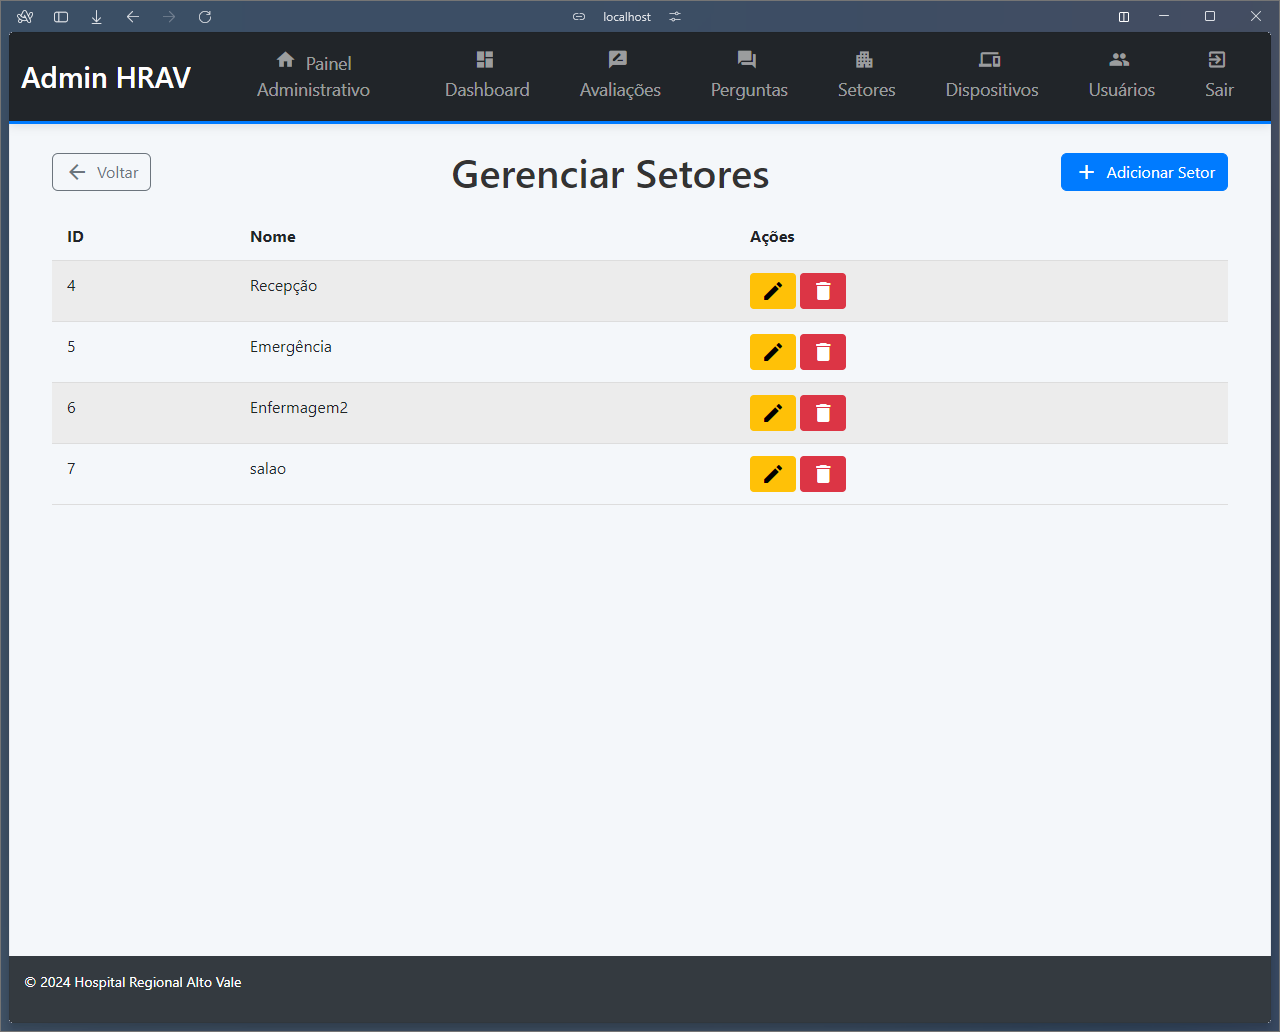 localhost
Admin HRAV
Painel
Administrativo
Dashboard
Avaliações
Perguntas
Setores
Dispositivos
Usuários
Sair
Voltar
Gerenciar Setores
Adicionar Setor
ID Nome Ações
4 Recepção
5 Emergência
6 Enfermagem2
7 salao
© 2024 Hospital Regional Alto Vale